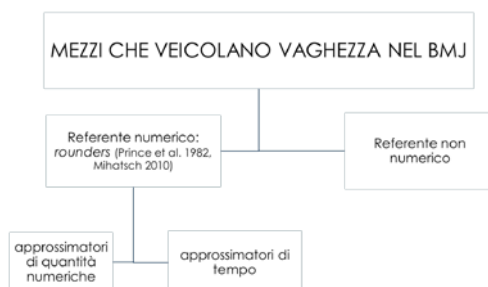 MEZZI CHE VEICOLANO VAGHEZZA NEL BMJ
Referente numerico:
rounders (Prince et al. 1982,
Mihatsch 2010)
Referente non
numerico
approssimatori
di quantità
numeriche
approssimatori di
tempo